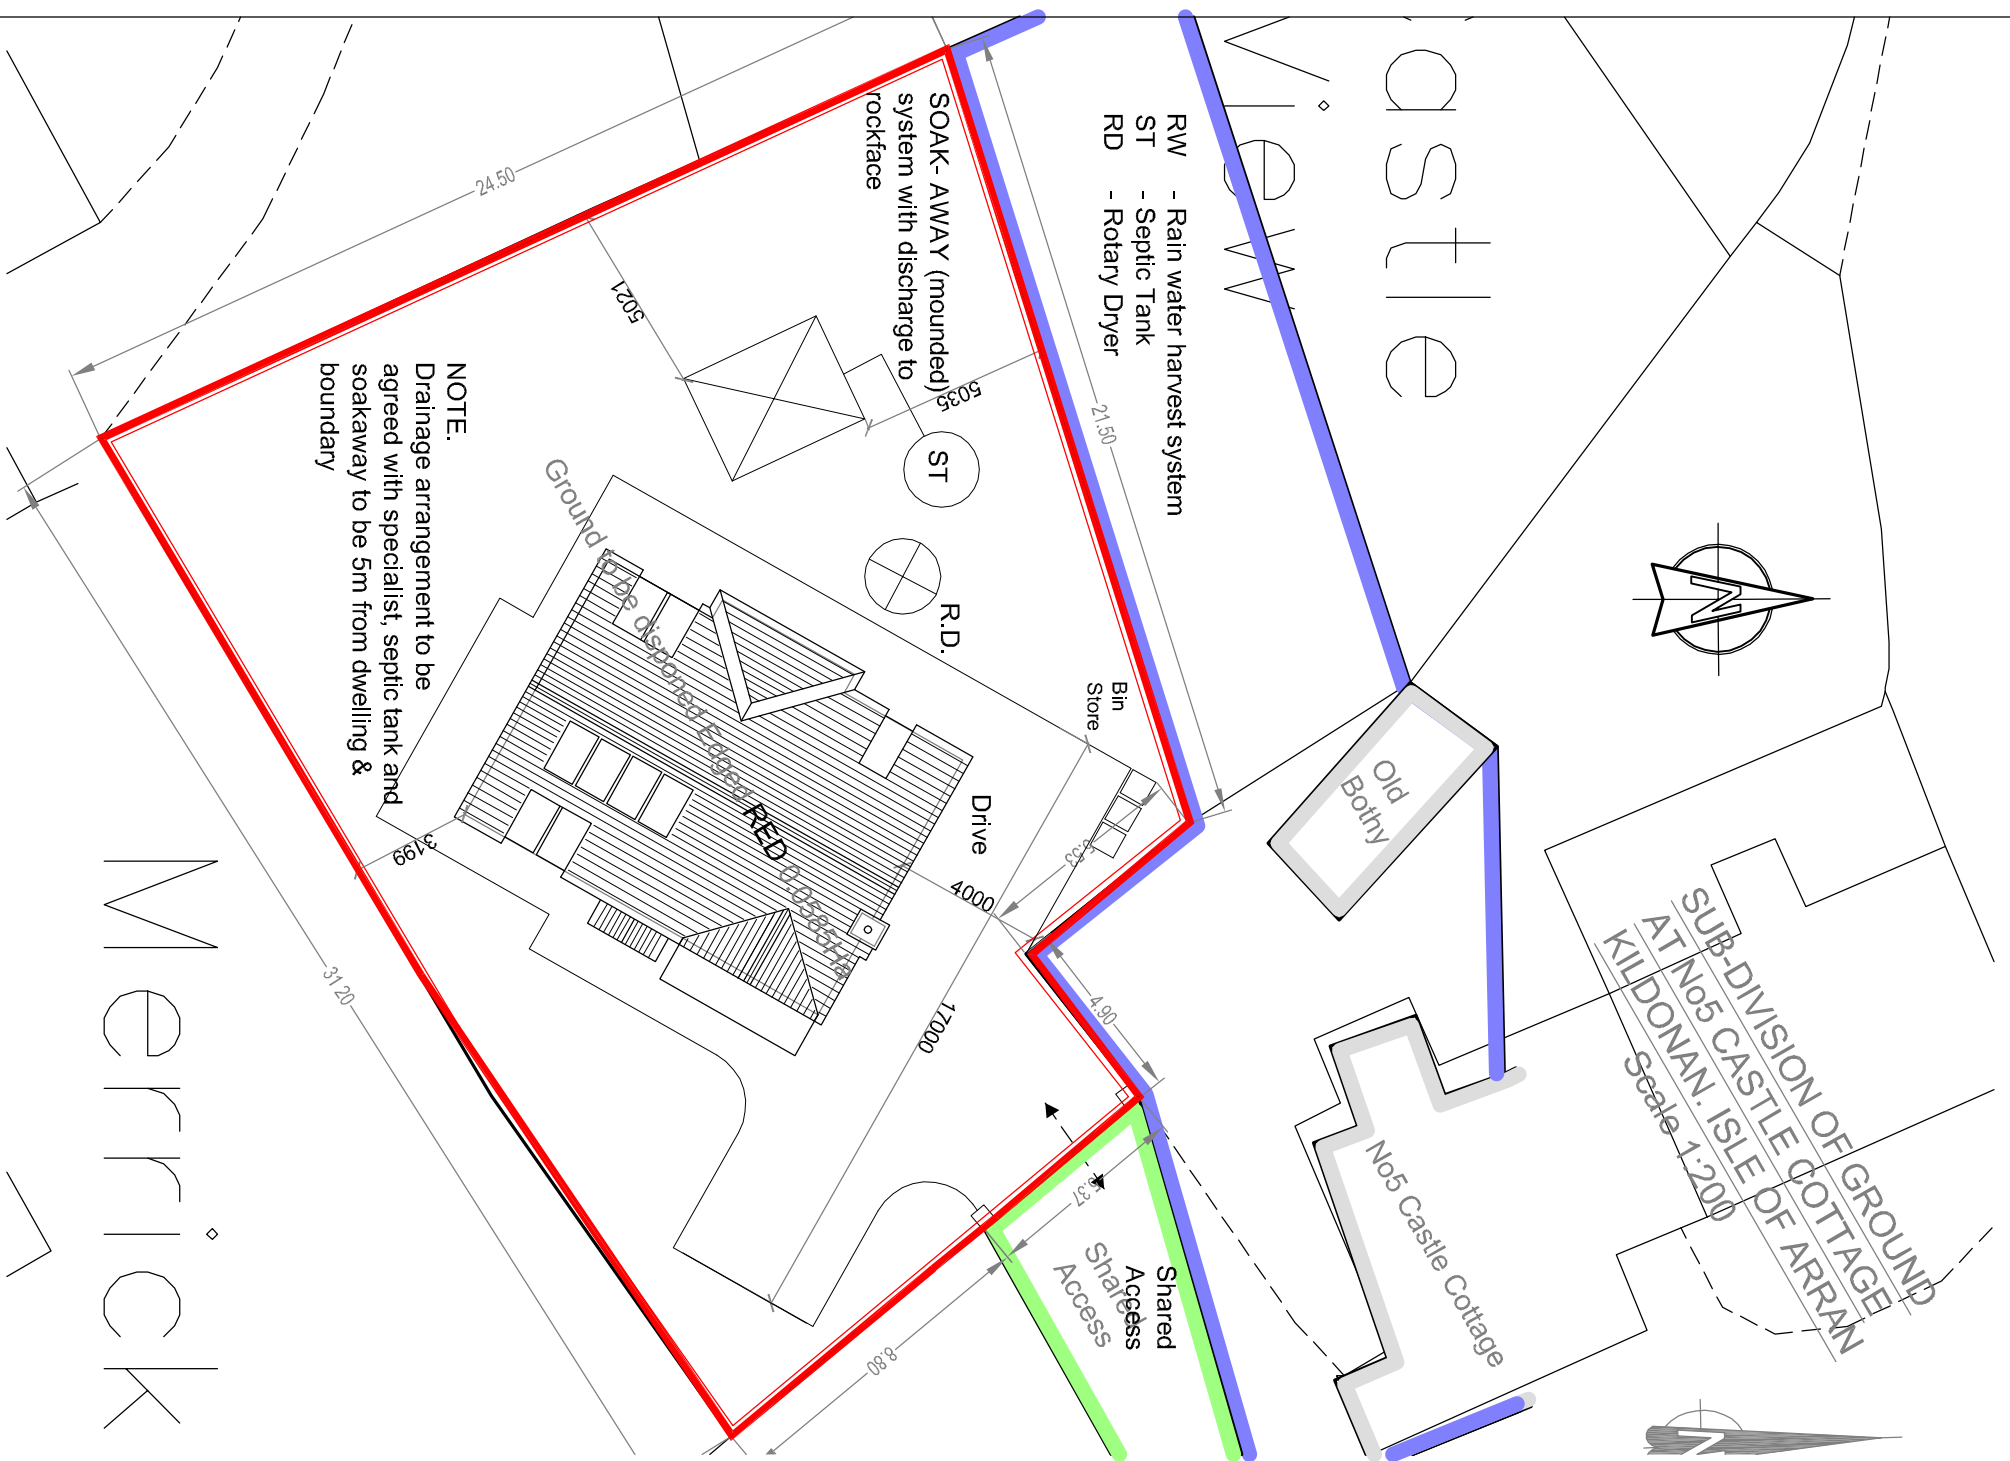 Castle
View
RW - Rain water harvest system
ST - Septic Tank
RD - Rotary Dryer
SOAK- AWAY (mounded)
system with discharge to
rockface
NOTE.
Drainage arrangement to be
agreed with specialist, septic tank and
soakaway to be 5m from dwelling &
boundary
24.50
5021
5035
21.50
31.20
3199
ST
R.D.
Bin
Store
Drive
Ground to be disponed Edged RED 0.0585Ha
4000
17000
4.90
8.80
Shared
Access
Shared
Access
Old
Bothy
No5 Castle Cottage
SUB-DIVISION OF GROUND
AT No5 CASTLE COTTAGE
KILDONAN. ISLE OF ARRAN
Scale 1:200
N
N
Merrick